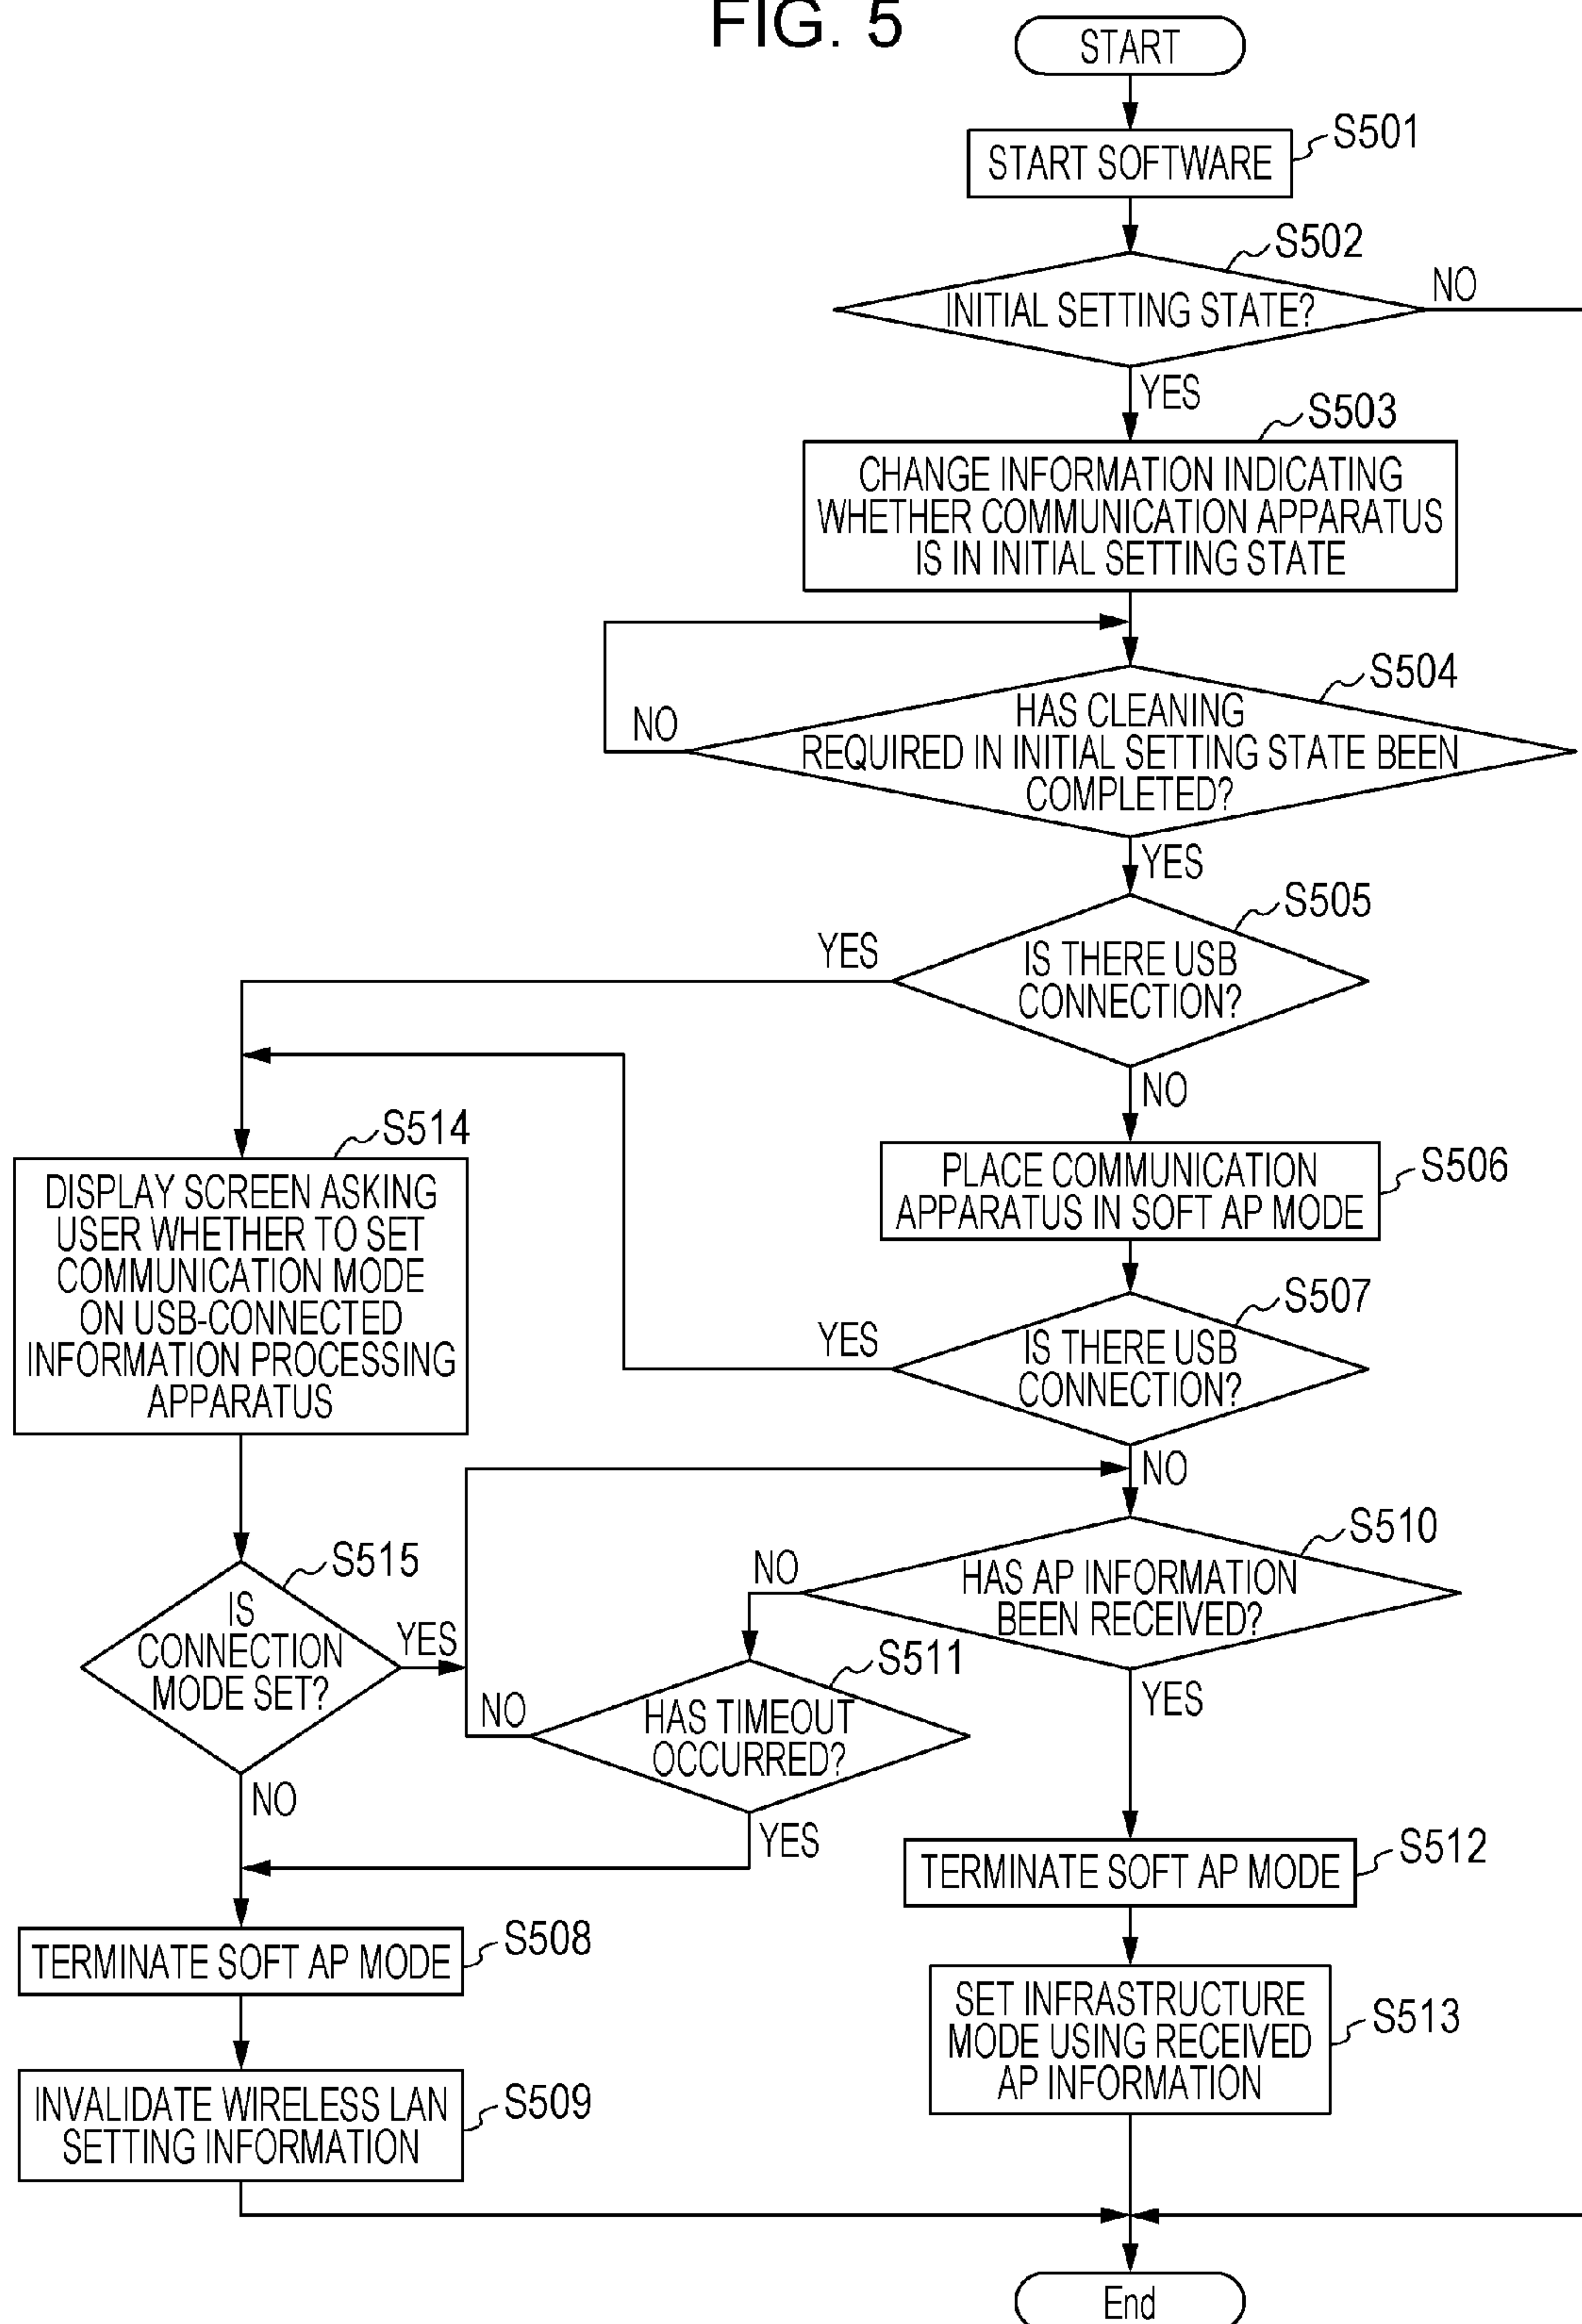 FIG. 5
START
S501
START SOFTWARE
S502
INITIAL SETTING STATE?
NO
YES
S503
CHANGE INFORMATION INDICATING
WHETHER COMMUNICATION APPARATUS
IS IN INITIAL SETTING STATE
S504
HAS CLEANING
REQUIRED IN INITIAL SETTING STATE BEEN
COMPLETED?
NO
YES
S505
IS THERE USB
CONNECTION?
YES
NO
S514
DISPLAY SCREEN ASKING
USER WHETHER TO SET
COMMUNICATION MODE
ON USB-CONNECTED
INFORMATION PROCESSING
APPARATUS
S506
PLACE COMMUNICATION
APPARATUS IN SOFT AP MODE
S507
IS THERE USB
CONNECTION?
YES
NO
S510
HAS AP INFORMATION
BEEN RECEIVED?
NO
YES
S515
IS
CONNECTION
MODE SET?
YES
NO
S511
HAS TIMEOUT
OCCURRED?
NO
YES
S512
TERMINATE SOFT AP MODE
S508
TERMINATE SOFT AP MODE
S513
SET INFRASTRUCTURE
MODE USING RECEIVED
AP INFORMATION
S509
INVALIDATE WIRELESS LAN
SETTING INFORMATION
End